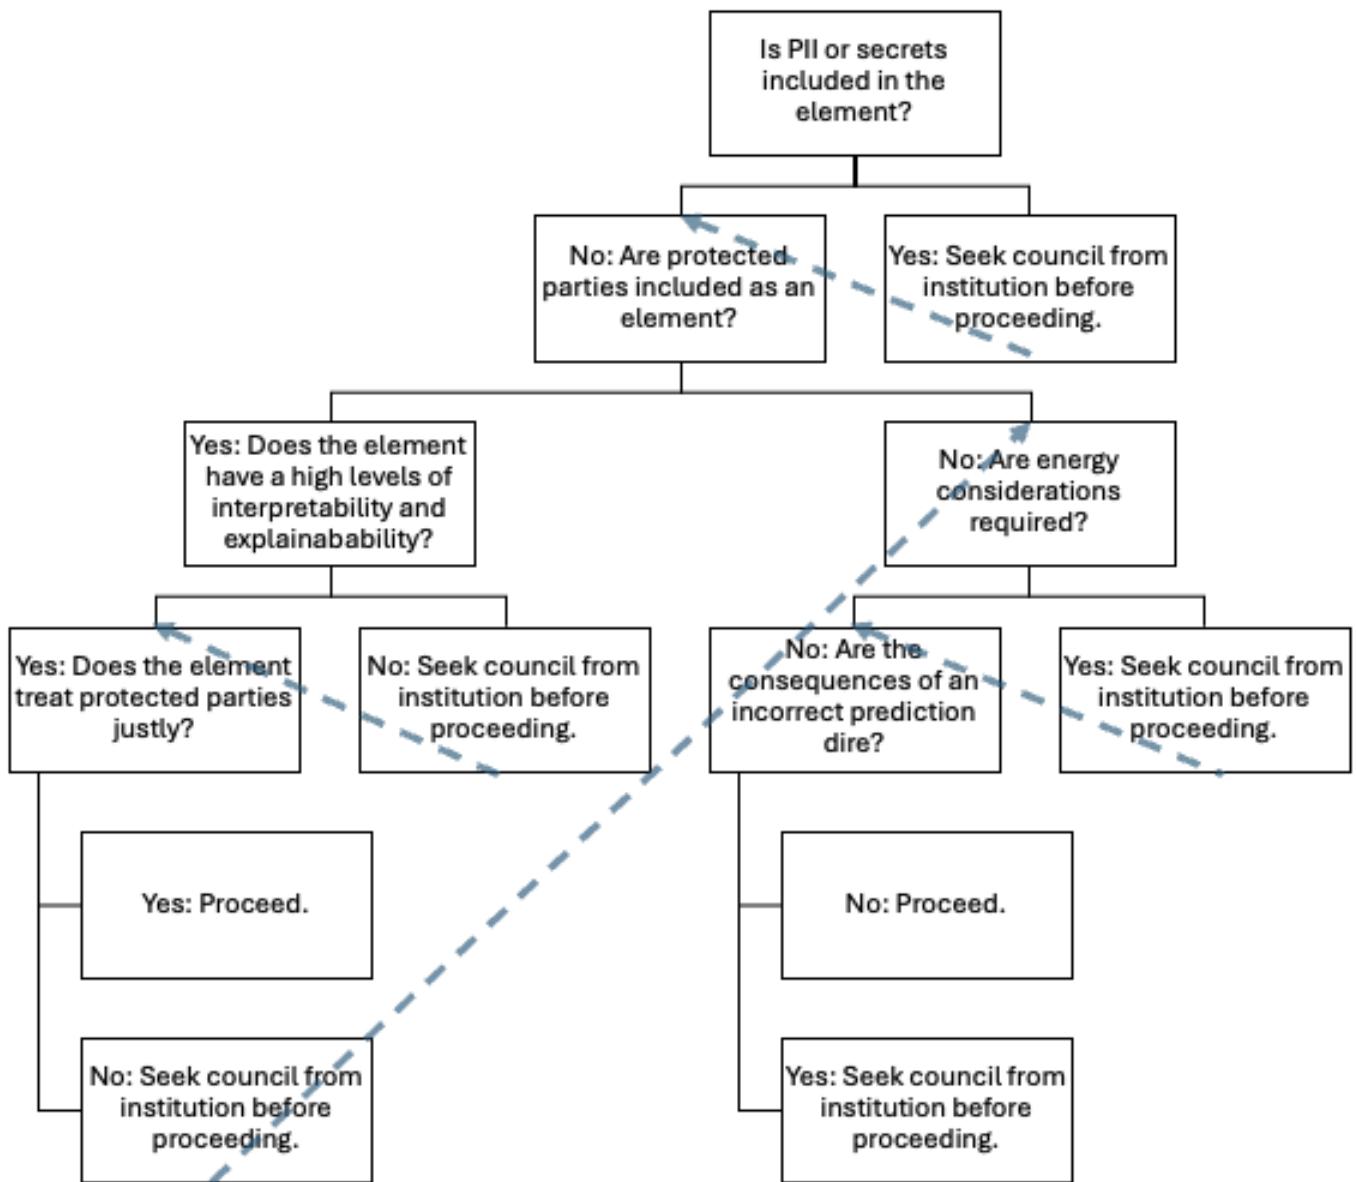 Is PII or secrets
included in the
element?
No: Are protected
parties included as an
element?
Yes: Seek council from
institution before
proceeding.
Yes: Does the element
have a high levels of
interpretability and
explainabability?
No: Are energy
considerations
required?
Yes: Does the element
treat protected parties
justly?
No: Seek council from
institution before
proceeding.
No: Are the
consequences of an
incorrect prediction
dire?
Yes: Seek council from
institution before
proceeding.
Yes: Proceed.
No: Proceed.
No: Seek council from
institution before
proceeding.
Yes: Seek council from
institution before
proceeding.